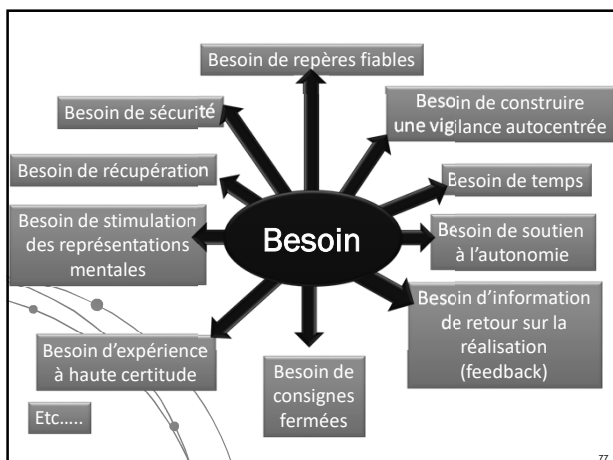 Besoin de repères fiables
Besoin de sécurité
Besoin de construire
une vigilance autocentrée
Besoin de récupération
Besoin de temps
Besoin de stimulation
des représentations
mentales
Besoin
Besoin de soutien
à l’autonomie
Besoin d’information
de retour sur la
réalisation
(feedback)
Besoin d’expérience
à haute certitude
Besoin de
consignes
fermées
Etc.....
77